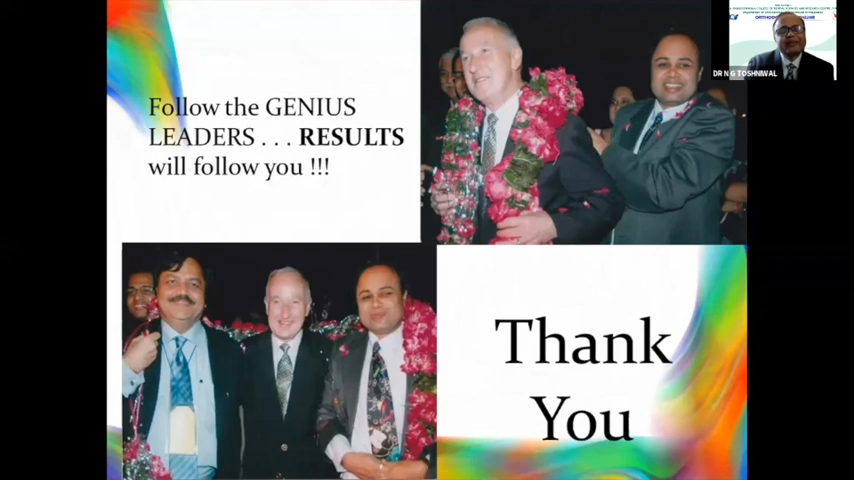 Follow the GENIUS
LEADERS . . . RESULTS
will follow you !!!
Thank
You
DR N G TOSHNIWAL